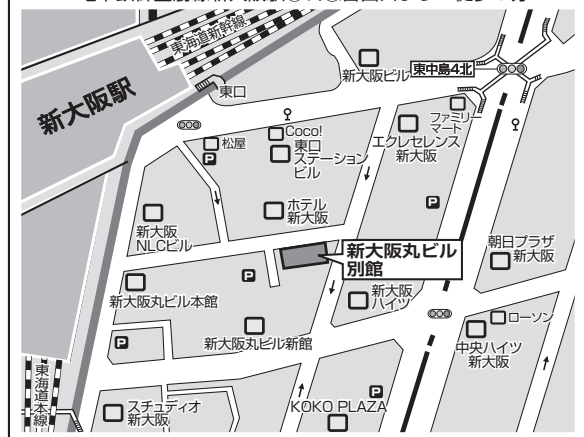 東海道新幹線
新大阪駅
東口
新大阪ビル
東中島4北
松屋
P
Coco!
東口
ステーション
ビル
エクレセレンス
新大阪
ファミリー
マート
新大阪
NLCビル
ホテル
新大阪
P
新大阪丸ビル
別館
朝日プラザ
新大阪
新大阪丸ビル本館
P
新大阪
ハイツ
ローソン
中央ハイツ
新大阪
P
新大阪丸ビル新館
東海道本線
スチュディオ
新大阪
KOKO PLAZA
P